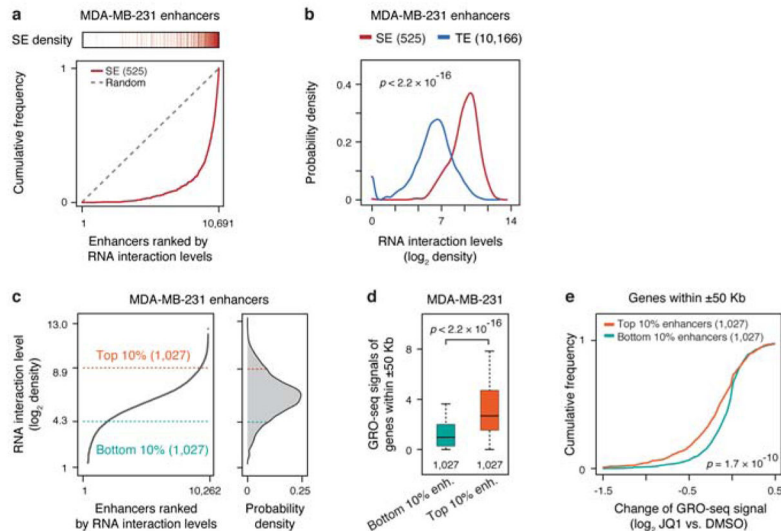 a
MDA-MB-231 enhancers
SE density
1
SE (525)
Random
Cumulative frequency
0
1
10,691
Enhancers ranked by
RNA interaction levels
b
MDA-MB-231 enhancers
SE (525) TE (10,166)
p < 2.2 × 10⁻¹⁶
0.4
0.2
0
Probability density
0 7 14
RNA interaction levels
(log₂ density)
c
MDA-MB-231 enhancers
13.0
Top 10% (1,027)
8.9
RNA interaction level
(log₂ density)
4.3
Bottom 10% (1,027)
1
1 10,262
Enhancers ranked
by RNA interaction levels
0 0.25
Probability
density
d
MDA-MB-231
p < 2.2 × 10⁻¹⁶
8
4
0
GRO-seq signals of
genes within ±50 Kb
1,027 1,027
Bottom 10% enh.
Top 10% enh.
e
Genes within ±50 Kb
1
Top 10% enhancers (1,027)
Bottom 10% enhancers (1,027)
Cumulative frequency
0
p = 1.7 × 10⁻¹⁰
-1.5 -0.5 0 0.5
Change of GRO-seq signal
(log₂ JQ1 vs. DMSO)